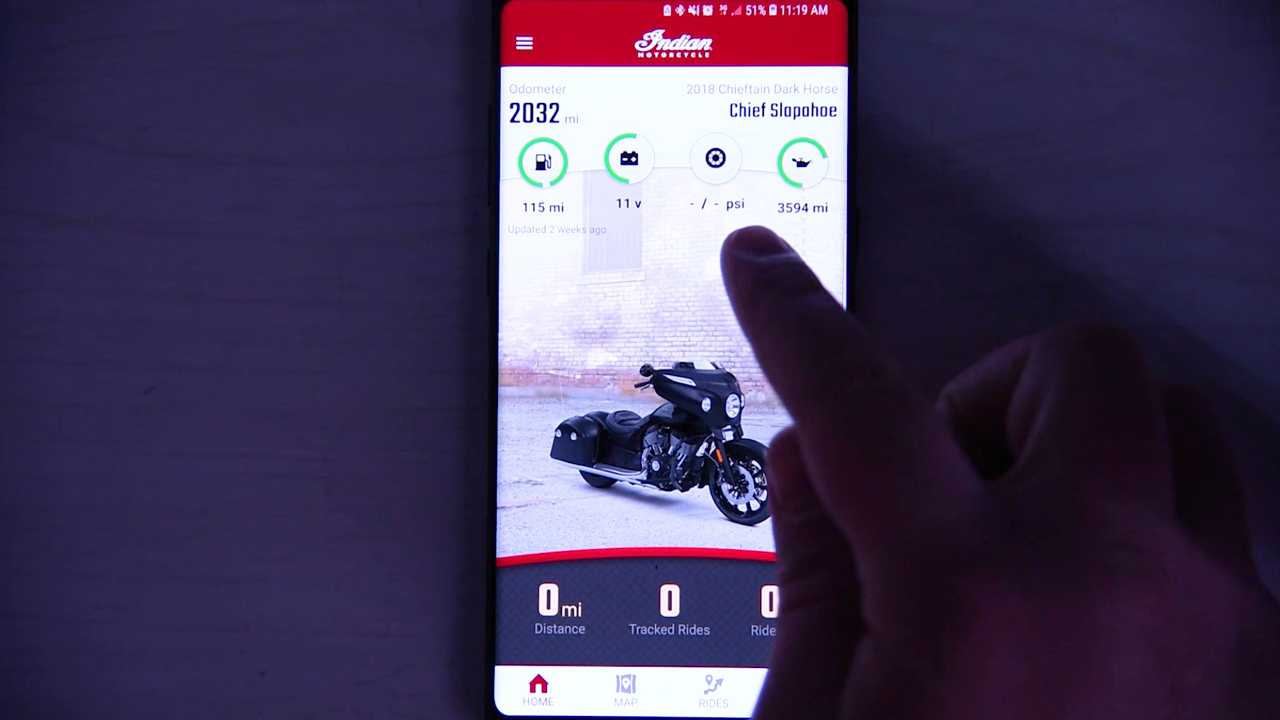 51% 11:19 AM
Indian
MOTORCYCLE
Odometer 2018 Chieftain Dark Horse
2032 mi Chief Slapahoe
115 mi 11 v - / - psi 3594 mi
Updated 2 weeks ago
0 mi 0 0
Distance Tracked Rides Ride
HOME MAP RIDES